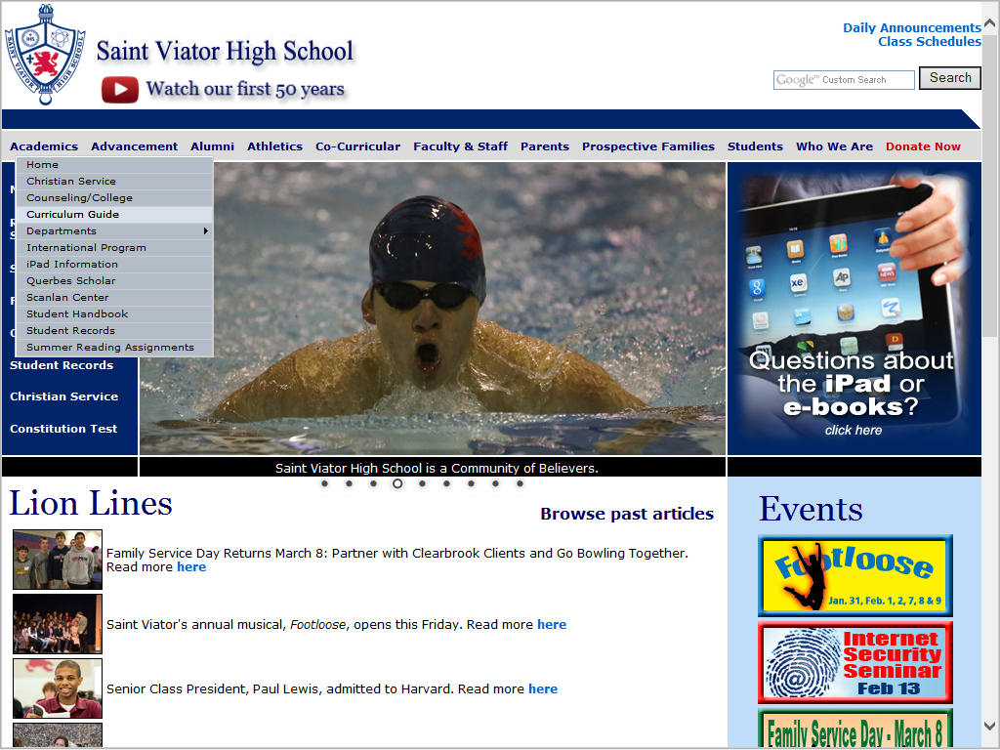 SAINT VIATOR HIGH SCHOOL
Saint Viator High School
Watch our first 50 years
Daily Announcements
Class Schedules
Google™ Custom Search
Search
Academics Advancement Alumni Athletics Co-Curricular Faculty & Staff Parents Prospective Families Students Who We Are Donate Now
Home
Christian Service
Counseling/College
Curriculum Guide
Departments
International Program
iPad Information
Querbes Scholar
Scanlan Center
Student Handbook
Student Records
Summer Reading Assignments
Student Records
Christian Service
Constitution Test
Questions about
the iPad or
e-books?
click here
Saint Viator High School is a Community of Believers.
Lion Lines
Browse past articles
Family Service Day Returns March 8: Partner with Clearbrook Clients and Go Bowling Together.
Read more here
Saint Viator's annual musical, Footloose, opens this Friday. Read more here
Senior Class President, Paul Lewis, admitted to Harvard. Read more here
Events
Footloose
Jan. 31, Feb. 1, 2, 7, 8 & 9
Internet
Security
Seminar
Feb 13
Family Service Day - March 8